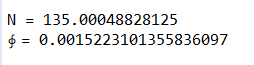 N = 135.00048828125
∮ = 0.0015223101355836097